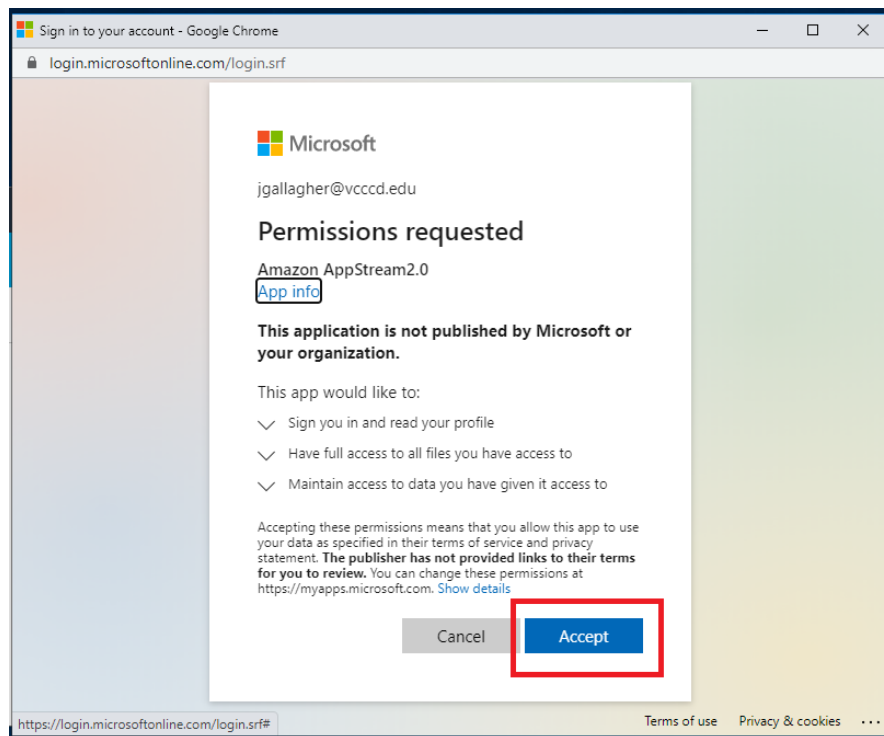 Sign in to your account - Google Chrome
login.microsoftonline.com/login.srf
Microsoft
jgallagher@vcccd.edu
Permissions requested
Amazon AppStream2.0
App info
This application is not published by Microsoft or
your organization.
This app would like to:
Sign you in and read your profile
Have full access to all files you have access to
Maintain access to data you have given it access to
Accepting these permissions means that you allow this app to use
your data as specified in their terms of service and privacy
statement. The publisher has not provided links to their terms
for you to review. You can change these permissions at
https://myapps.microsoft.com. Show details
Cancel Accept
https://login.microsoftonline.com/login.srf# Terms of use Privacy & cookies ...